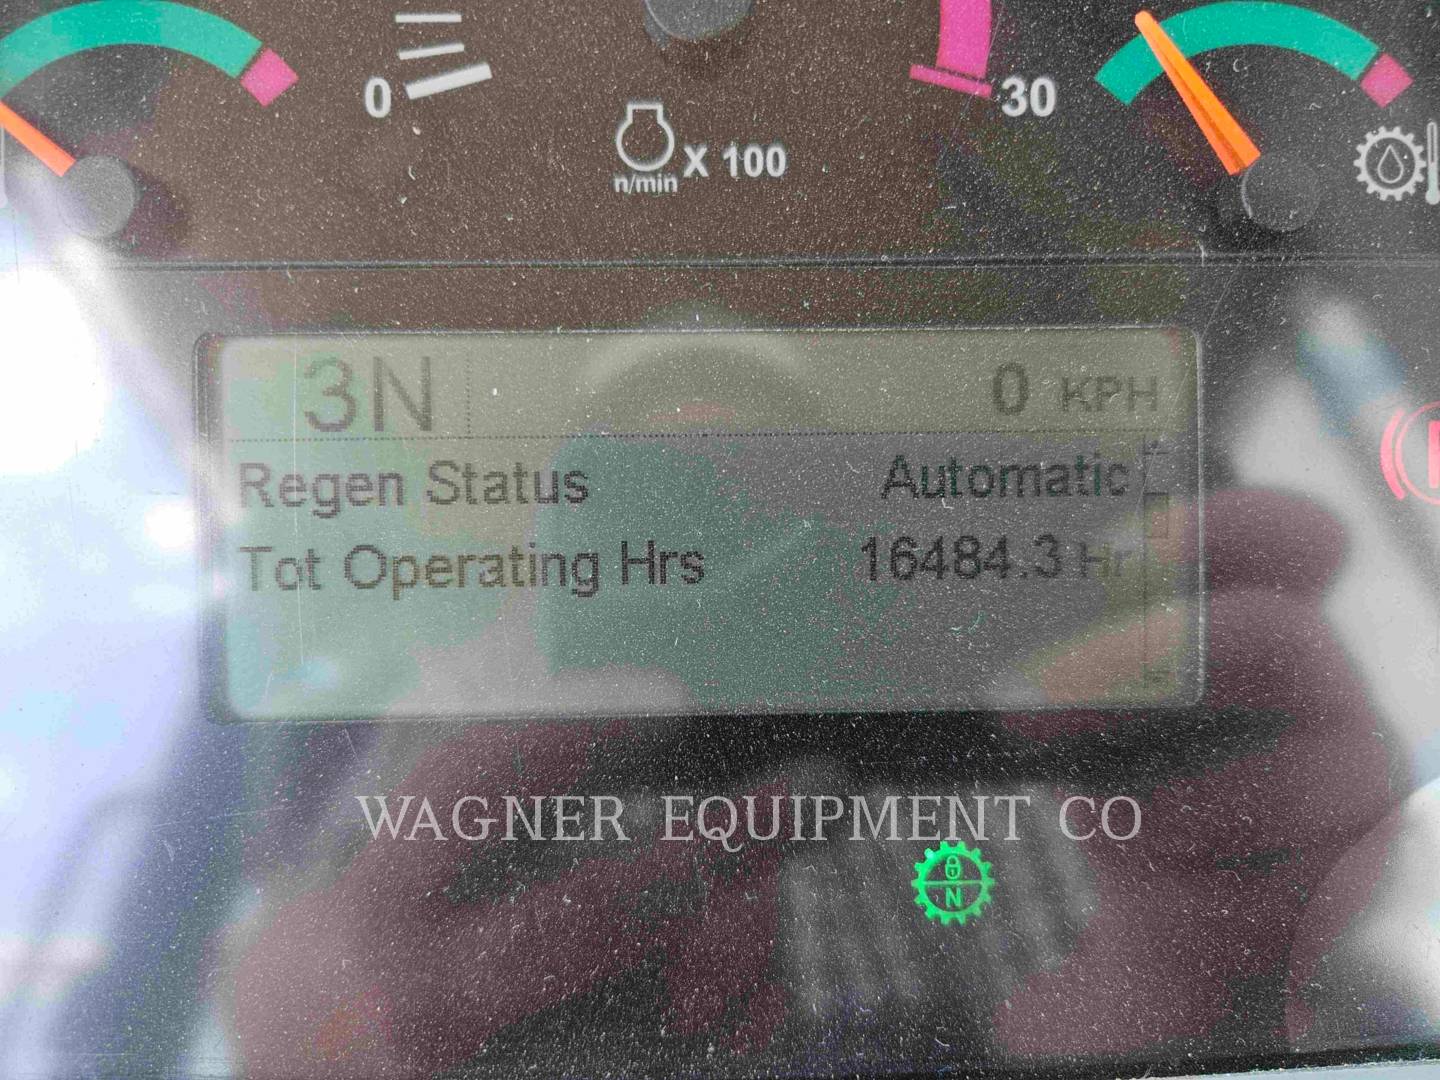 0
30
n/min X 100
3N 0 KPH
Regen Status Automatic
Tot Operating Hrs 16484.3 Hr
WAGNER EQUIPMENT CO
N